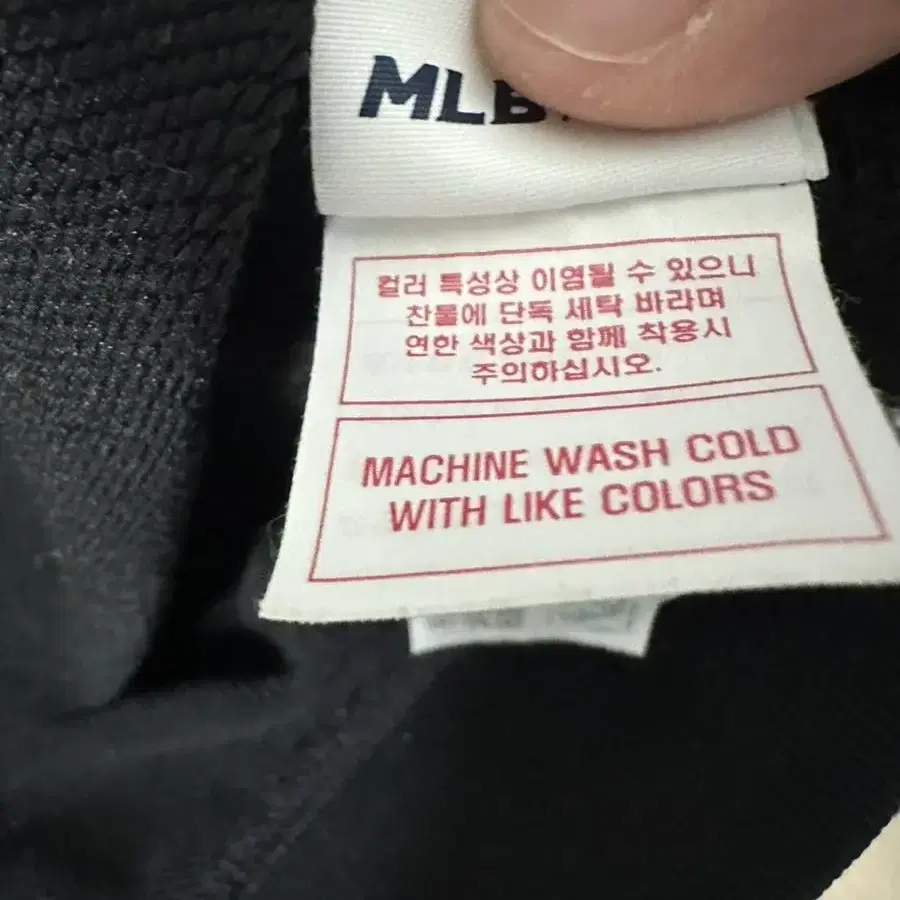 MLB
컬러 특성상 이염될 수 있으니
찬물에 단독 세탁 바라며
연한 색상과 함께 착용시
주의하십시오.
MACHINE WASH COLD
WITH LIKE COLORS